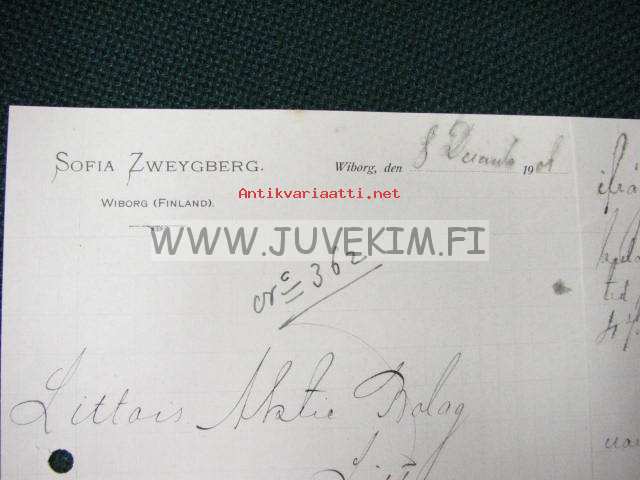 SOFIA ZWEYGBERG.
Wiborg, den 8 December 1901
WIBORG (FINLAND).
Antikvariaatti.net
WWW.JUVEKIM.FI
No 362
Littois Aktie Bolag